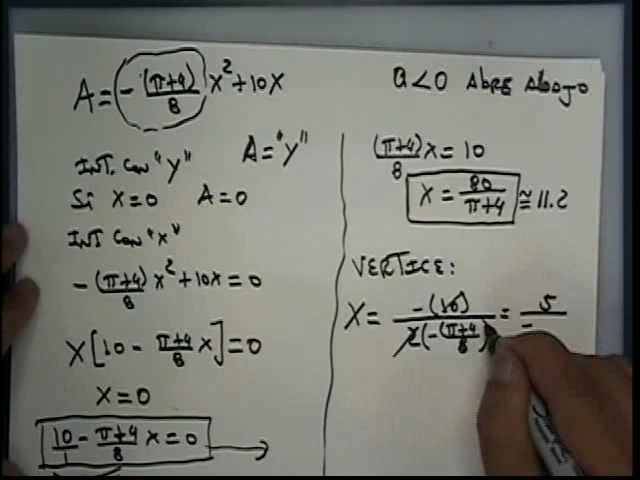 A = -(π+4)/8 x² + 10x
INT. CON "Y" A = "Y"
Si X=0 A=0
INT CON "X"
-(π+4)/8 x² + 10x = 0
X[10 - π+4/8 x] = 0
X=0
10/1 - π+4/8 x = 0
a<0 ABRE ABAJO
(π+4)/8 x = 10
X = 80/π+4 ≅ 11.2
VERTICE:
X = -(10)/2(-(π+4/8) = 5/-